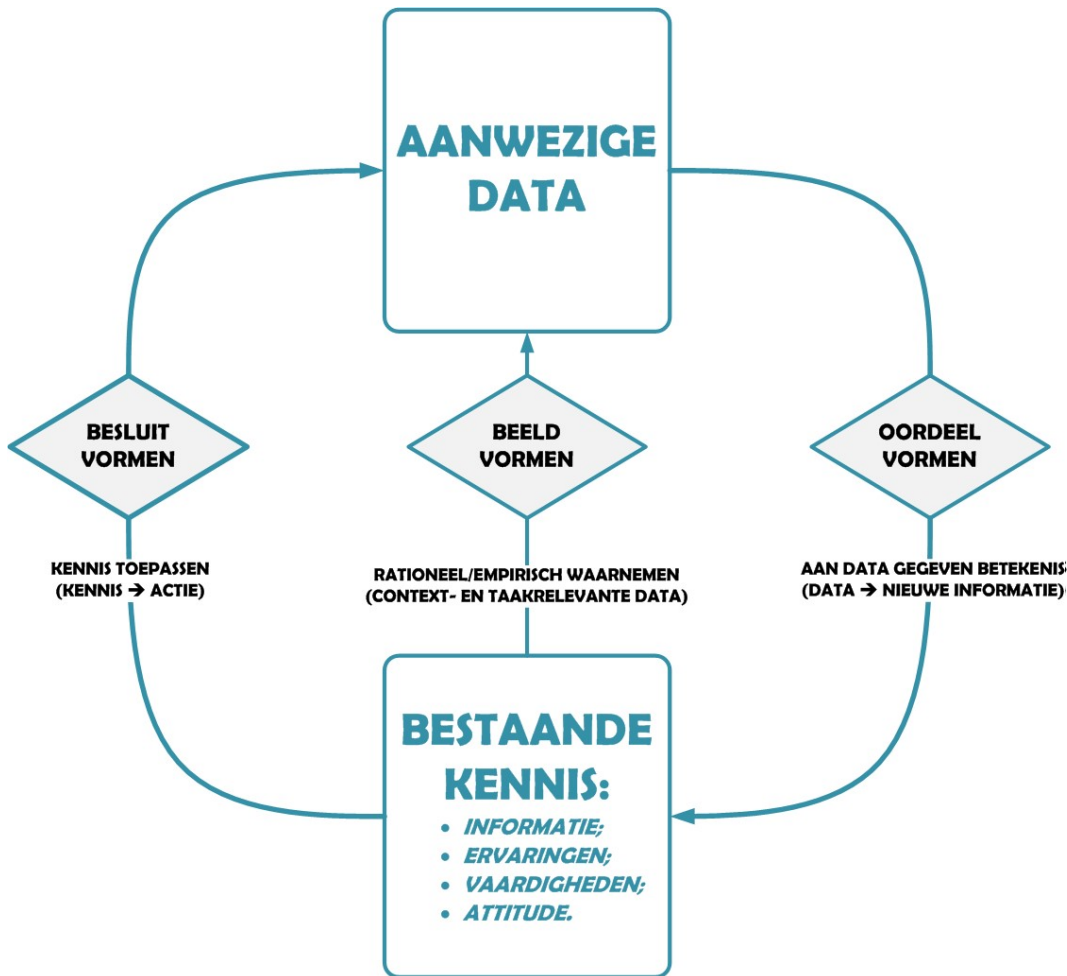 AANWEZIGE
DATA
BESLUIT
VORMEN
BEELD
VORMEN
OORDEEL
VORMEN
KENNIS TOEPASSEN
(KENNIS → ACTIE)
RATIONEEL/EMPIRISCH WAARNEMEN
(CONTEXT- EN TAAKRELEVANTE DATA)
AAN DATA GEGEVEN BETEKENIS
(DATA → NIEUWE INFORMATIE)
BESTAANDE
KENNIS:
• INFORMATIE;
• ERVARINGEN;
• VAARDIGHEDEN;
• ATTITUDE.